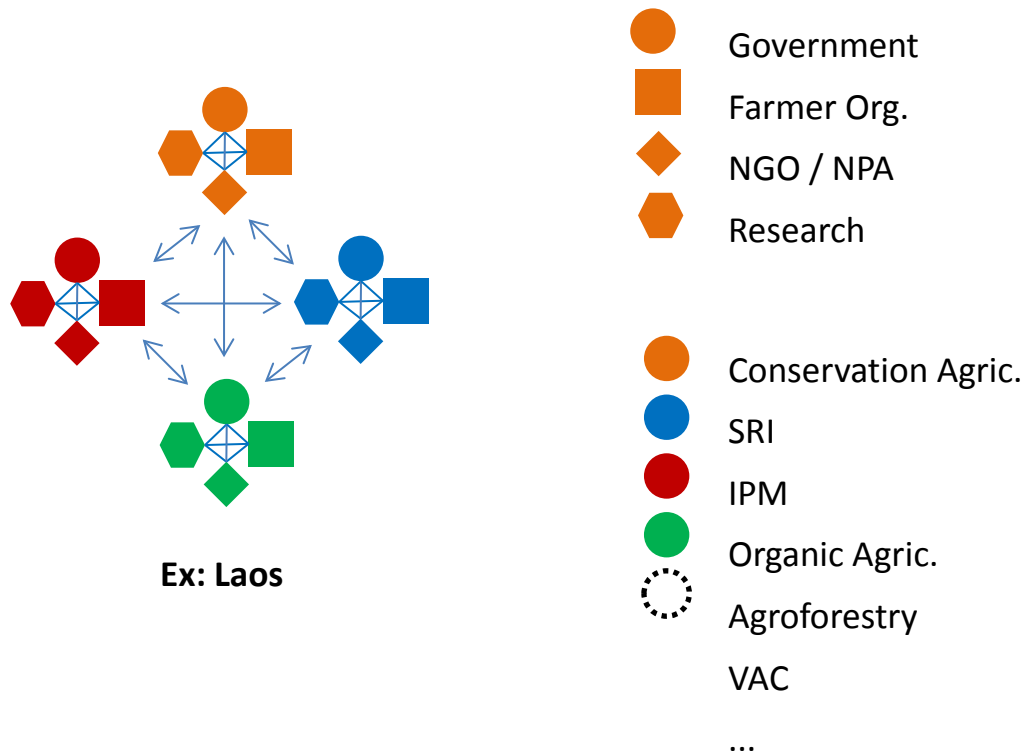 Government
Farmer Org.
NGO / NPA
Research
Conservation Agric.
SRI
IPM
Organic Agric.
Agroforestry
VAC
...
Ex: Laos